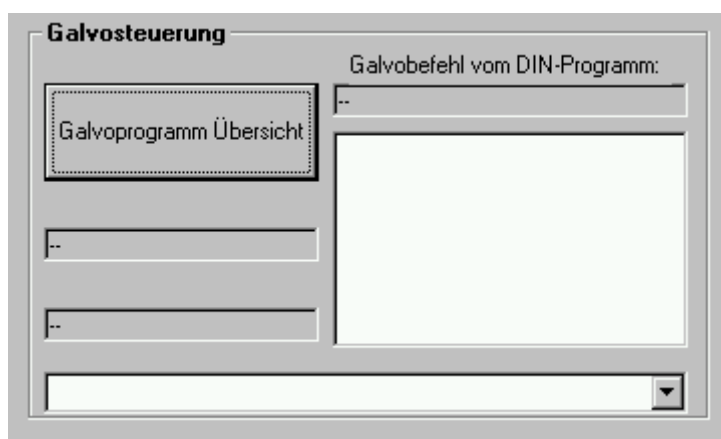 Galvosteuerung
Galvobefehl vom DIN-Programm:
--
Galvoprogramm Übersicht
--
--